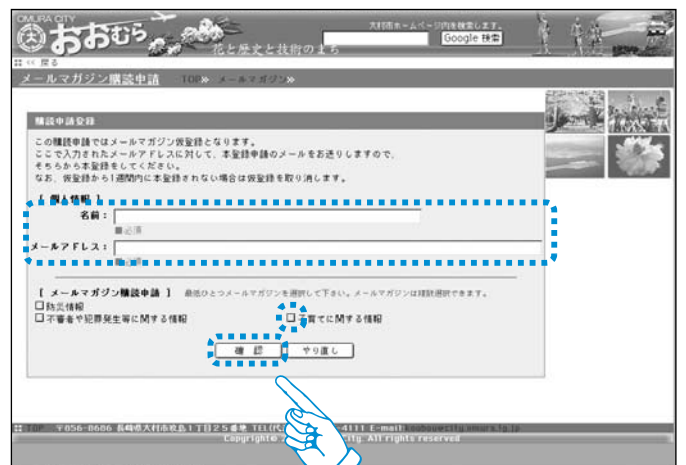 OMURA CITY
おおむら
花と歴史と技術のまち
大村市ホームページ内を検索します。
Google 検索
<< 戻る
メールマガジン購読申請 TOP» メールマガジン»
購読申請登録
この購読申請ではメールマガジン仮登録となります。
ここで入力されたメールアドレスに対して、本登録申請のメールをお送りしますので、
そちらから本登録をしてください。
なお、仮登録から1週間内に本登録されない場合は仮登録を取り消します。
[ 個人情報 ]
名前:
■必須
メールアドレス:
■必須
[ メールマガジン購読申請 ] 最低ひとつメールマガジンを選択して下さい。メールマガジンは複数選択できます。
防災情報
不審者や犯罪発生等に関する情報 子育てに関する情報
確認 やり直し
TOP 〒856-8686 長崎県大村市玖島1丁目25番地 TEL(代 -4111 E-mail:
Copyright© City. All rights reserved